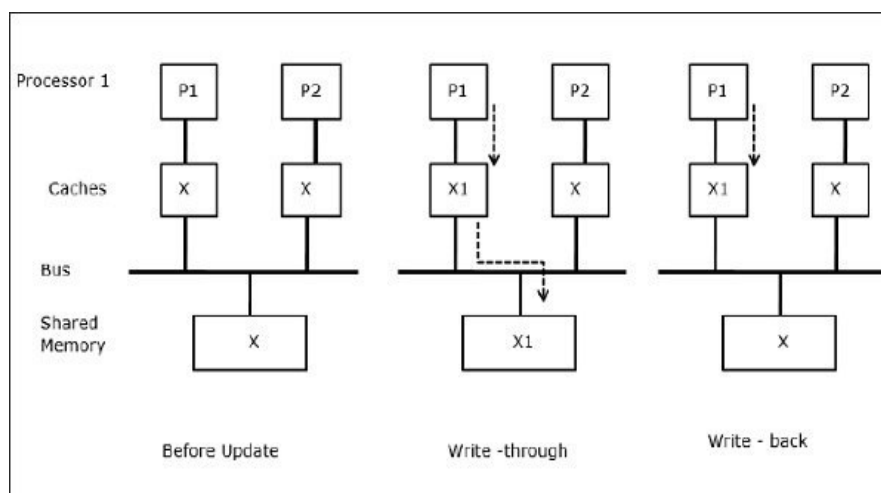 Processor 1 P1 P2 P1 P2 P1 P2
Caches X X X1 X X1 X
Bus
Shared
Memory X X1 X
Before Update Write -through Write - back